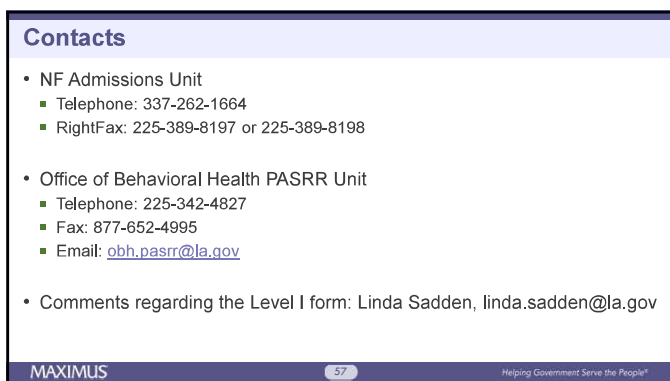 Contacts
• NF Admissions Unit
▪ Telephone: 337-262-1664
▪ RightFax: 225-389-8197 or 225-389-8198
• Office of Behavioral Health PASRR Unit
▪ Telephone: 225-342-4827
▪ Fax: 877-652-4995
▪ Email: obh.pasrr@la.gov
• Comments regarding the Level I form: Linda Sadden, linda.sadden@la.gov
MAXIMUS 57 Helping Government Serve the People®